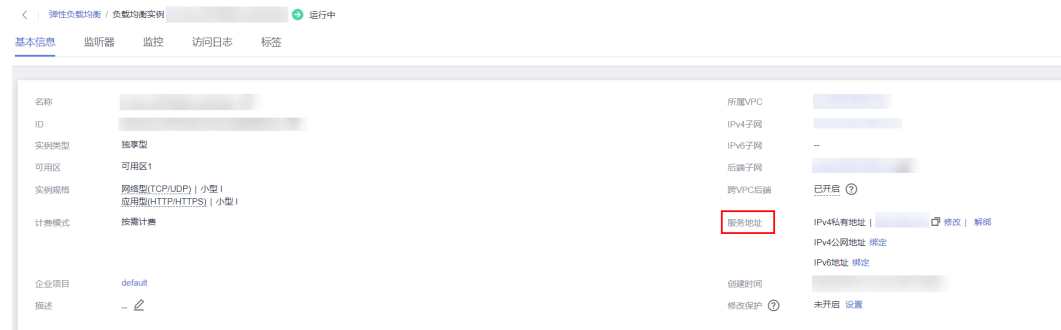 弹性负载均衡 / 负载均衡实例 运行中
基本信息 监听器 监控 访问日志 标签
名称
所属VPC
ID
IPv4子网
实例类型 独享型
IPv6子网 --
可用区 可用区1
后端子网
实例规格 网络型(TCP/UDP) | 小型 I
应用型(HTTP/HTTPS) | 小型 I
跨VPC后端 已开启
计费模式 按需计费
服务地址 IPv4私有地址 | 修改 | 解绑
IPv4公网地址 绑定
IPv6地址 绑定
企业项目 default
创建时间
描述 --
修改保护 未开启 设置